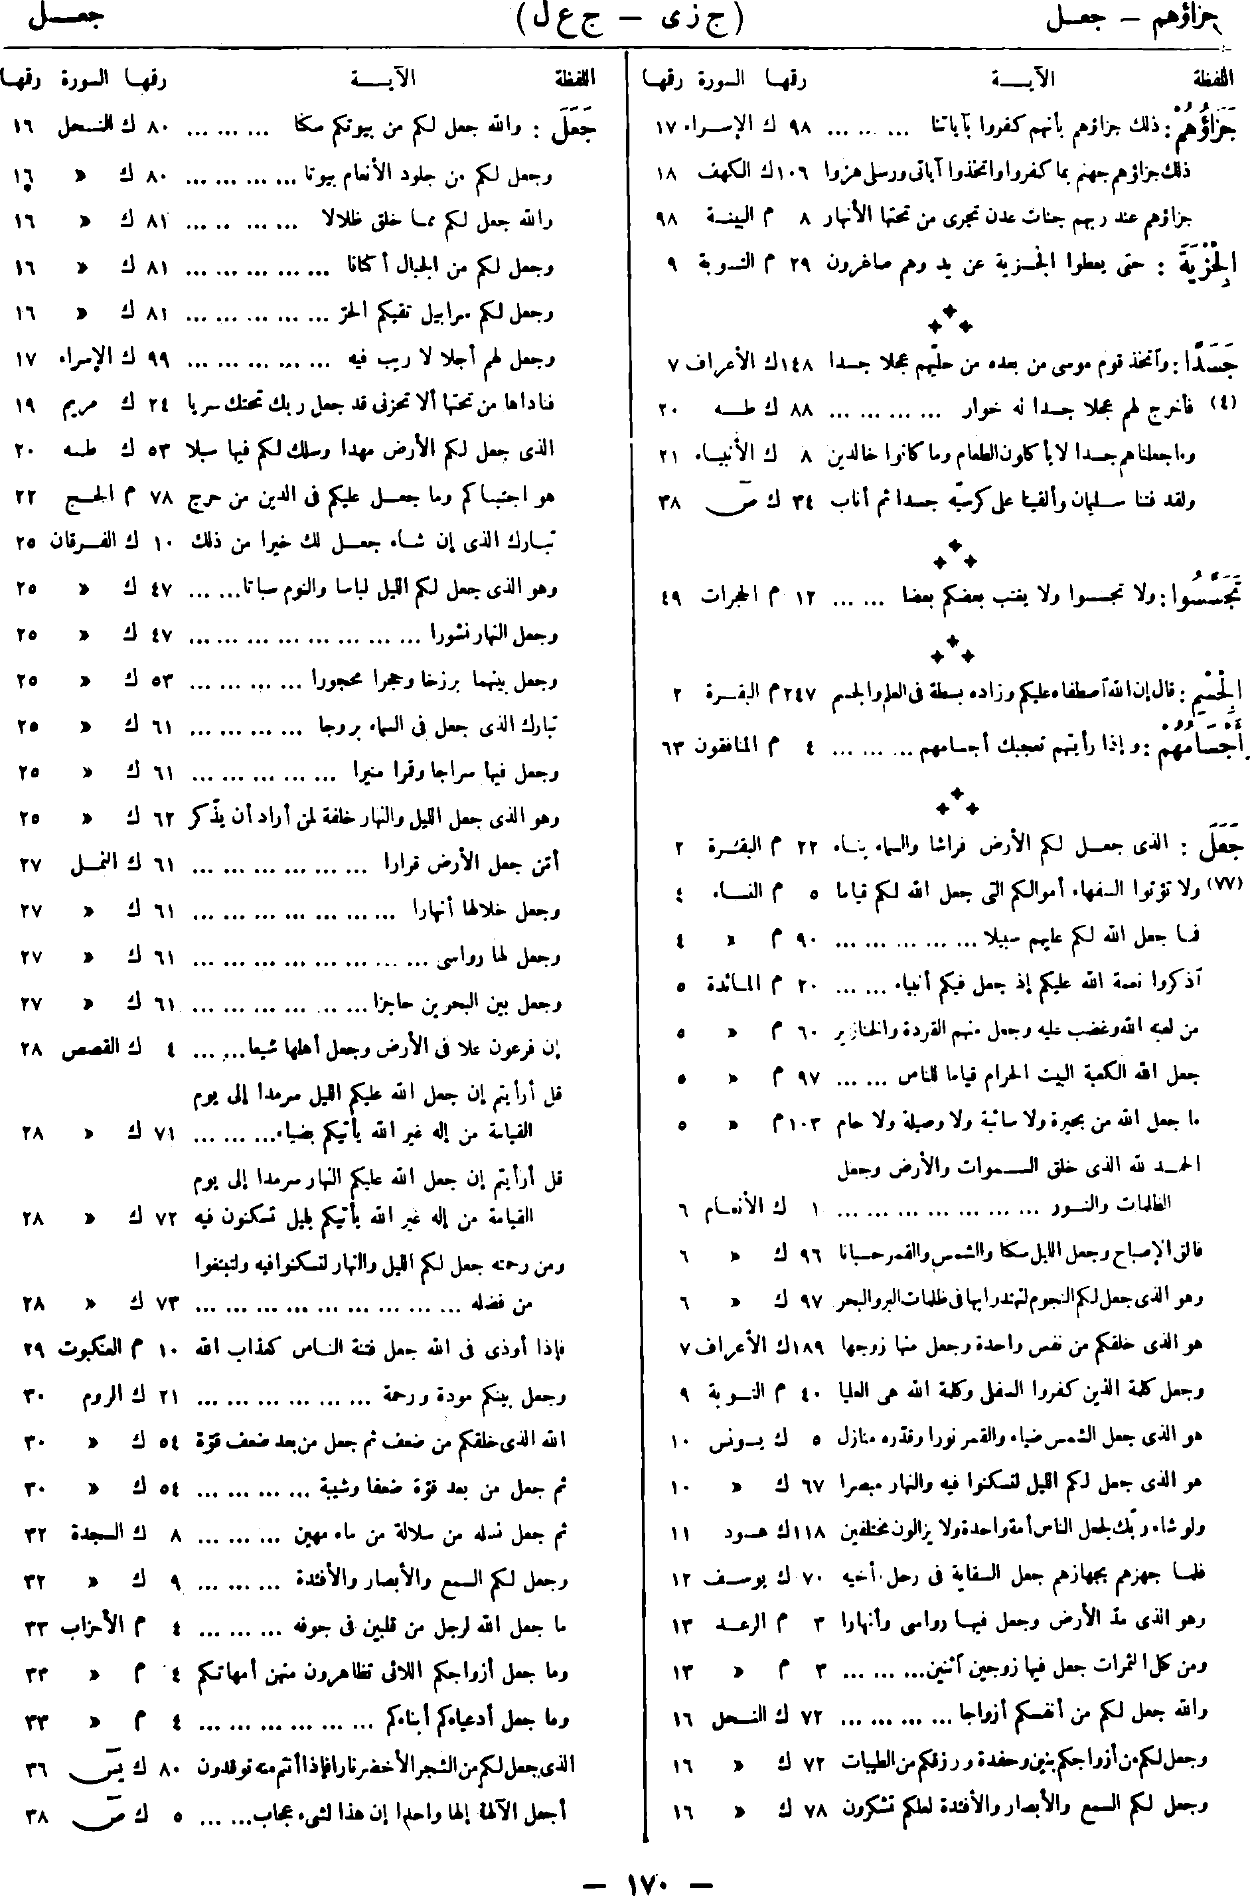 جزاؤهم – جعل
(ج زى – ج ع ل)
جعل
اللفظة الآية رقمها السورة رقمها
جَزَاؤُهُمْ : ذلك جزاؤهم بأنهم كفروا بآياتنا ... ... ... ٩٨ ك الإسراء ١٧
ذلك جزاؤهم جهنم بما كفروا واتخذوا آياتى ورسلى هزوا ١٠٦ ك الكهف ١٨
جزاؤهم عند ربهم جنات عدن تجرى من تحتها الأنهار ٨ م البينة ٩٨
الجِزْيَةَ : حتى يعطوا الجزية عن يد وهم صاغرون ٢٩ م التوبة ٩
جَسَدًا : وٱتخذ قوم موسى من بعده من حليّهم عجلا جسدا ١٤٨ ك الأعراف ٧
(٤) فأخرج لهم عجلا جسدا له خوار ... ... ... ... ٨٨ ك طه ٢٠
وما جعلناهم جسدا لا يأكلون الطعام وما كانوا خالدين ٨ ك الأنبياء ٢١
ولقد فتنا سليمان وألقينا على كرسيّه جسدا ثم أناب ٣٤ ك صّ ٣٨
تَجَسَّسُوا : ولا تجسسوا ولا يغتب بعضكم بعضا ... ... ١٢ م الحجرات ٤٩
الجِسْمِ : قال إن الله ٱصطفاه عليكم وزاده بسطة فى العلم والجسم ٢٤٧ م البقرة ٢
أَجْسَامُهُمْ : وإذا رأيتهم تعجبك أجسامهم ... ... ... ٤ م المنافقون ٦٣
جَعَلَ : الذى جعل لكم الأرض فراشا والسماء بناء ٢٢ م البقرة ٢
(٧٧) ولا تؤتوا السفهاء أموالكم التى جعل الله لكم قياما ٥ م النساء ٤
فما جعل الله لكم عليهم سبيلا ... ... ... ... ... ٩٠ م » ٤
ٱذكروا نعمة الله عليكم إذ جعل فيكم أنبياء ... ... ٢٠ م المائدة ٥
من لعنه الله وغضب عليه وجعل منهم القردة والخنازير ٦٠ م » ٥
جعل الله الكعبة البيت الحرام قياما للناس ... ... ٩٧ م » ٥
ما جعل الله من بحيرة ولا سائبة ولا وصيلة ولا حام ١٠٣ م » ٥
الحمد لله الذى خلق السموات والأرض وجعل
الظلمات والنور ... ... ... ... ... ... ... ١ ك الأنعام ٦
فالق الإصباح وجعل الليل سكنا والشمس والقمر حسبانا ٩٦ ك » ٦
وهو الذى جعل لكم النجوم لتهتدوا بها فى ظلمات البر والبحر ٩٧ ك » ٦
هو الذى خلقكم من نفس واحدة وجعل منها زوجها ١٨٩ ك الأعراف ٧
وجعل كلمة الذين كفروا السفلى وكلمة الله هى العليا ٤٠ م التوبة ٩
هو الذى جعل الشمس ضياء والقمر نورا وقدّره منازل ٥ ك يونس ١٠
هو الذى جعل لكم الليل لتسكنوا فيه والنهار مبصرا ٦٧ ك » ١٠
ولو شاء ربّك لجعل الناس أمة واحدة ولا يزالون مختلفين ١١٨ ك هود ١١
فلما جهزهم بجهازهم جعل السقاية فى رحل أخيه ٧٠ ك يوسف ١٢
وهو الذى مدّ الأرض وجعل فيها رواسى وأنهارا ٣ م الرعد ١٣
ومن كل الثمرات جعل فيها زوجين ٱثنين ... ... ... ٣ م » ١٣
والله جعل لكم من أنفسكم أزواجا ... ... ... ... ٧٢ ك النحل ١٦
وجعل لكم من أزواجكم بنين وحفدة ورزقكم من الطيبات ٧٢ ك » ١٦
وجعل لكم السمع والأبصار والأفئدة لعلكم تشكرون ٧٨ ك » ١٦
اللفظة الآية رقمها السورة رقمها
جَعَلَ : والله جعل لكم من بيوتكم سكنا ... ... ... ٨٠ ك النحل ١٦
وجعل لكم من جلود الأنعام بيوتا ... ... ... ... ٨٠ ك » ١٦
والله جعل لكم مما خلق ظلالا ... ... ... ... ٨١ ك » ١٦
وجعل لكم من الجبال أكنانا ... ... ... ... ... ٨١ ك » ١٦
وجعل لكم سرابيل تقيكم الحرّ ... ... ... ... ... ٨١ ك » ١٦
وجعل لهم أجلا لا ريب فيه ... ... ... ... ... ٩٩ ك الإسراء ١٧
فناداها من تحتها ألا تحزنى قد جعل ربك تحتك سريا ٢٤ ك مريم ١٩
الذى جعل لكم الأرض مهدا وسلك لكم فيها سبلا ٥٣ ك طه ٢٠
هو اجتباكم وما جعل عليكم فى الدين من حرج ٧٨ م الحج ٢٢
تبارك الذى إن شاء جعل لك خيرا من ذلك ١٠ ك الفرقان ٢٥
وهو الذى جعل لكم الليل لباسا والنوم سباتا ... ... ٤٧ ك » ٢٥
وجعل النهار نشورا ... ... ... ... ... ... ... ... ٤٧ ك » ٢٥
وجعل بينهما برزخا وحجرا محجورا ... ... ... ... ٥٣ ك » ٢٥
تبارك الذى جعل فى السماء بروجا ... ... ... ... ٦١ ك » ٢٥
وجعل فيها سراجا وقمرا منيرا ... ... ... ... ... ٦١ ك » ٢٥
وهو الذى جعل الليل والنهار خلفة لمن أراد أن يذّكر ٦٢ ك » ٢٥
أمّن جعل الأرض قرارا ... ... ... ... ... ... ٦١ ك النمل ٢٧
وجعل خلالها أنهارا ... ... ... ... ... ... ... ٦١ ك » ٢٧
وجعل لها رواسى ... ... ... ... ... ... ... ... ٦١ ك » ٢٧
وجعل بين البحرين حاجزا ... ... ... ... ... ... ٦١ ك » ٢٧
إن فرعون علا فى الأرض وجعل أهلها شيعا ... ... ٤ ك القصص ٢٨
قل أرأيتم إن جعل الله عليكم الليل سرمدا إلى يوم
القيامة من إله غير الله يأتيكم بضياء ... ... ... ٧١ ك » ٢٨
قل أرأيتم إن جعل الله عليكم النهار سرمدا إلى يوم
القيامة من إله غير الله يأتيكم بليل تسكنون فيه ٧٢ ك » ٢٨
ومن رحمته جعل لكم الليل والنهار لتسكنوا فيه ولتبتغوا
من فضله ... ... ... ... ... ... ... ... ... ٧٣ ك » ٢٨
فإذا أوذى فى الله جعل فتنة الناس كعذاب الله ١٠ م العنكبوت ٢٩
وجعل بينكم مودة ورحمة ... ... ... ... ... ... ٢١ ك الروم ٣٠
الله الذى خلقكم من ضعف ثم جعل من بعد ضعف قوّة ٥٤ ك » ٣٠
ثم جعل من بعد قوّة ضعفا وشيبة ... ... ... ... ٥٤ ك » ٣٠
ثم جعل نسله من سلالة من ماء مهين ... ... ... ٨ ك السجدة ٣٢
وجعل لكم السمع والأبصار والأفئدة ... ... ... ٩ ك » ٣٢
ما جعل الله لرجل من قلبين فى جوفه ... ... ... ٤ م الأحزاب ٣٣
وما جعل أزواجكم اللائى تظاهرون منهن أمهاتكم ٤ م » ٣٣
وما جعل أدعياءكم أبناءكم ... ... ... ... ... ... ٤ م » ٣٣
الذى جعل لكم من الشجر الأخضر نارا فإذا أنتم منه توقدون ٨٠ ك يّس ٣٦
أجعل الآلهة إلها واحدا إن هذا لشىء عجاب ... ... ٥ ك صّ ٣٨
– ١٧٠ –